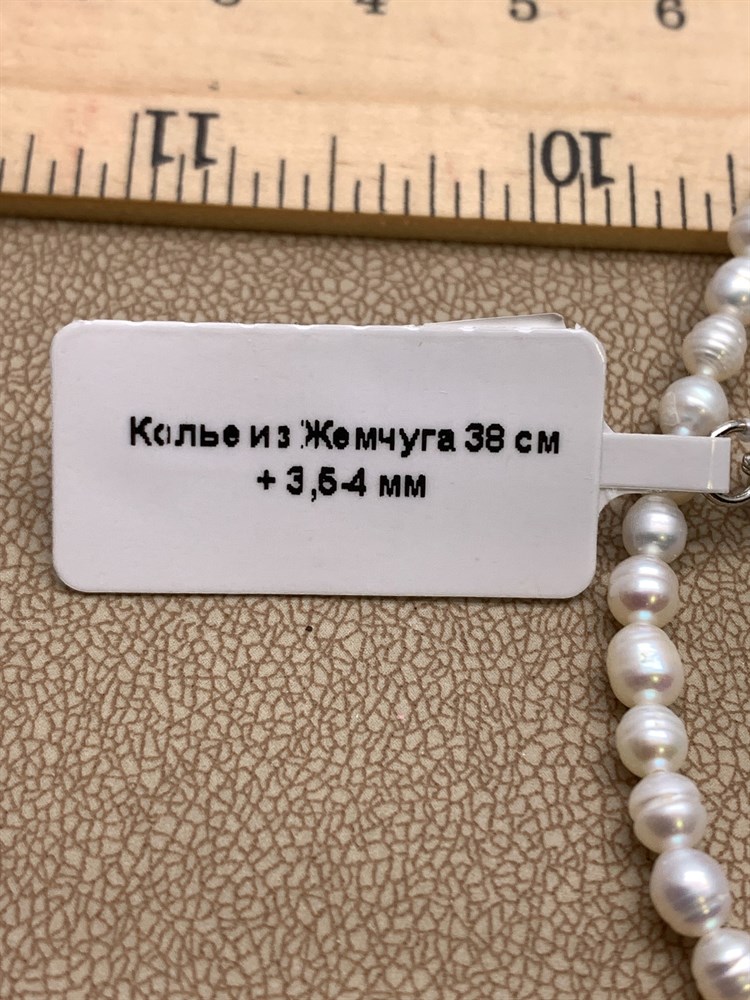 4 5 6
11 10
Колье из Жемчуга 38 см
+ 3,5-4 мм